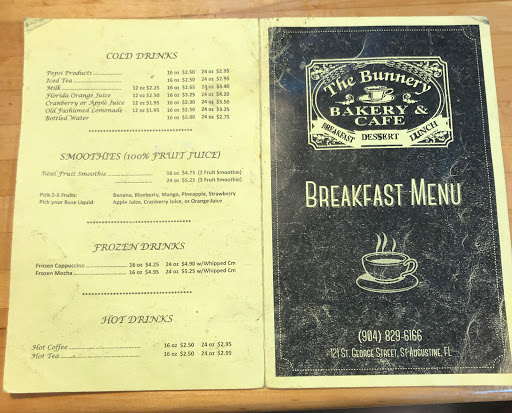 COLD DRINKS
Pepsi Products 16 oz $2.50 24 oz $2.95
Iced Tea 16 oz $2.50 24 oz $2.95
Milk 12 oz $2.25 16 oz $2.65 24 oz $3.40
Florida Orange Juice 12 oz $2.50 16 oz $3.25 24 oz $4.20
Cranberry or Apple Juice 12 oz $1.95 16 oz $2.50 24 oz $3.50
Old Fashioned Lemonade 12 oz $1.95 16 oz $2.50 24 oz $3.25
Bottled Water 16 oz $2.00 24 oz $2.75
SMOOTHIES (100% FRUIT JUICE)
Real Fruit Smoothie 16 oz $4.75 (2 Fruit Smoothie)
24 oz $5.25 (3 Fruit Smoothie)
Pick 2-3 Fruits: Banana, Blueberry, Mango, Pineapple, Strawberry
Pick your Base Liquid: Apple Juice, Cranberry Juice, or Orange Juice
FROZEN DRINKS
Frozen Cappuccino 16 oz $4.25 24 oz $4.90 w/Whipped Cm
Frozen Mocha 16 oz $4.95 24 oz $5.25 w/Whipped Cm
HOT DRINKS
Hot Coffee 16 oz $2.50 24 oz $2.95
Hot Tea 16 oz $2.50 24 oz $2.95
The Bunnery
BAKERY &
CAFE
BREAKFAST DESSERT LUNCH
BREAKFAST MENU
(904) 829-6166
121 St. George Street, St Augustine, FL